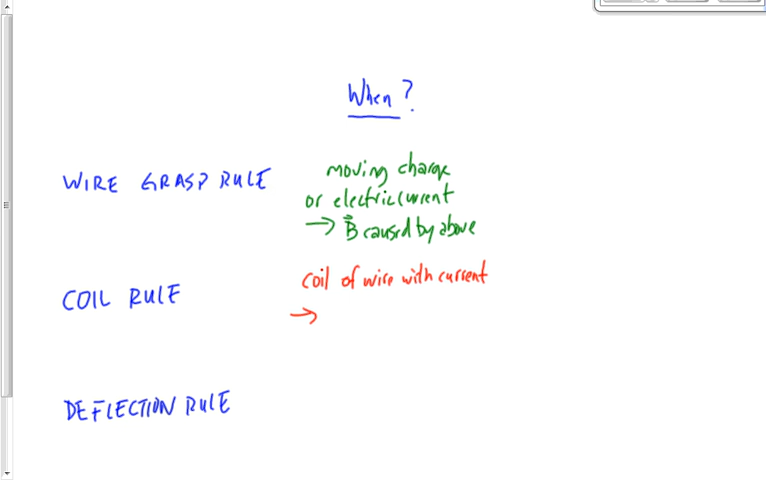 When?
WIRE GRASP RULE
moving charge
or electric current
→ B⃗ caused by above
COIL RULE
coil of wire with current
→
DEFLECTION RULE